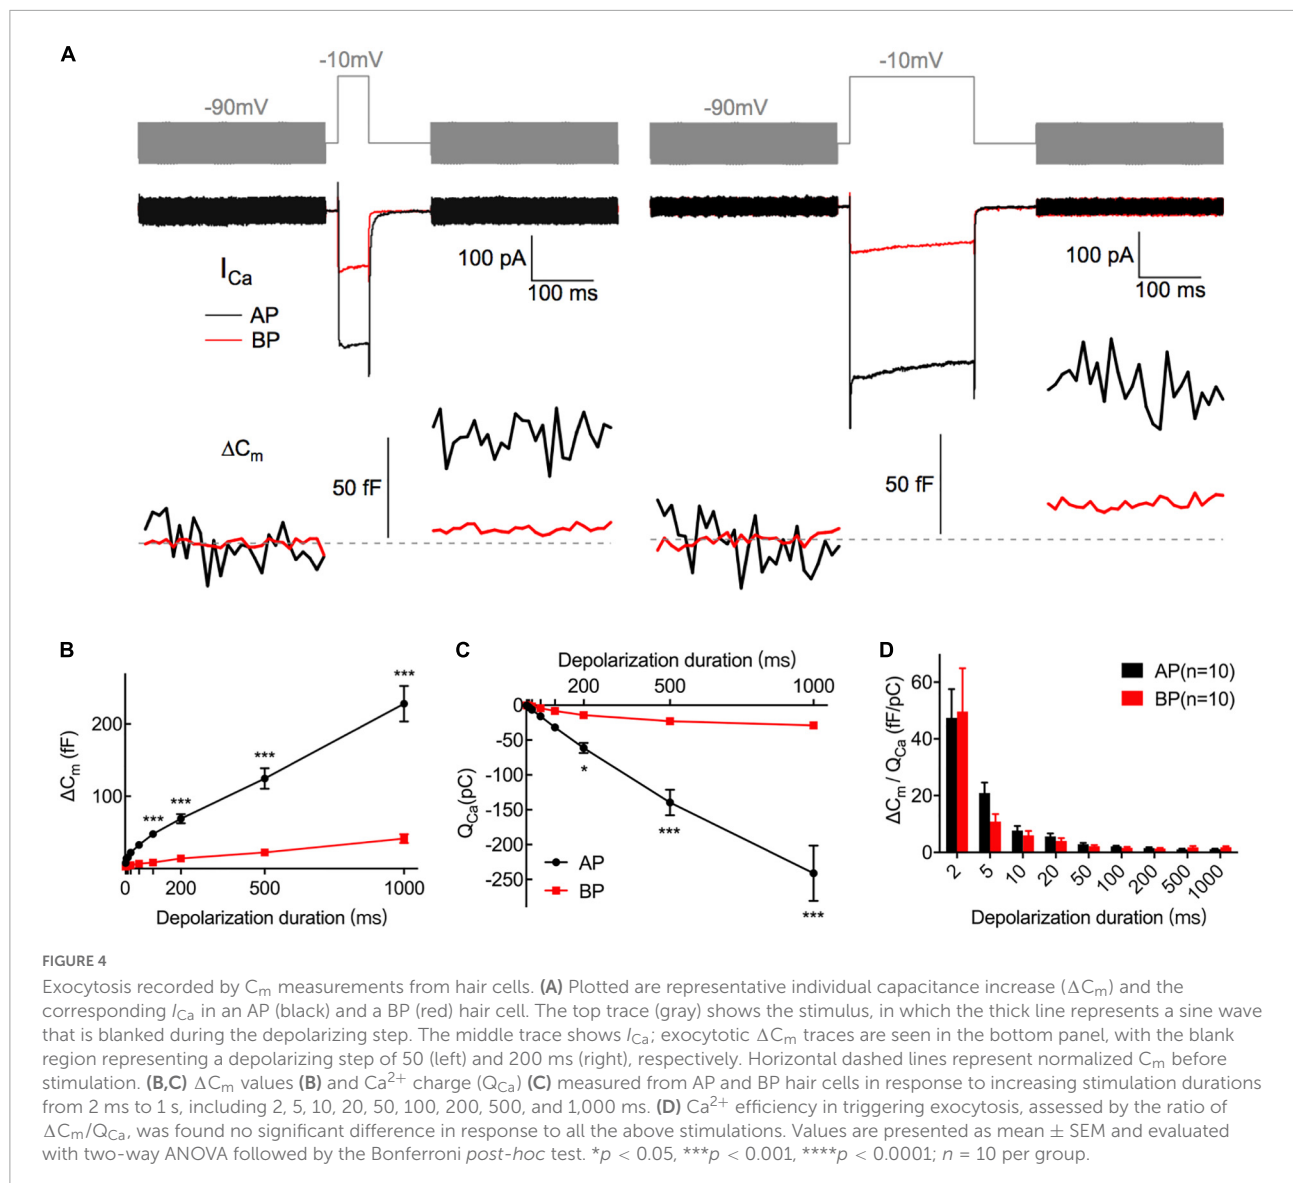 A
-10mV
-10mV
-90mV
-90mV
100 pA
100 ms
100 pA
100 ms
I_Ca
AP
BP
ΔC_m
50 fF
50 fF
B
ΔC_m (fF)
200
100
***
***
***
***
0
200
500
1000
Depolarization duration (ms)
C
Depolarization duration (ms)
200
500
1000
0
-50
-100
-150
-200
-250
Q_Ca(pC)
*
***
***
AP
BP
D
ΔC_m / Q_Ca (fF/pC)
60
40
20
0
AP(n=10)
BP(n=10)
2
5
10
20
50
100
200
500
1000
Depolarization duration (ms)
FIGURE 4
Exocytosis recorded by C_m measurements from hair cells. (A) Plotted are representative individual capacitance increase (ΔC_m) and the
corresponding I_Ca in an AP (black) and a BP (red) hair cell. The top trace (gray) shows the stimulus, in which the thick line represents a sine wave
that is blanked during the depolarizing step. The middle trace shows I_Ca; exocytotic ΔC_m traces are seen in the bottom panel, with the blank
region representing a depolarizing step of 50 (left) and 200 ms (right), respectively. Horizontal dashed lines represent normalized C_m before
stimulation. (B,C) ΔC_m values (B) and Ca²⁺ charge (Q_Ca) (C) measured from AP and BP hair cells in response to increasing stimulation durations
from 2 ms to 1 s, including 2, 5, 10, 20, 50, 100, 200, 500, and 1,000 ms. (D) Ca²⁺ efficiency in triggering exocytosis, assessed by the ratio of
ΔC_m/Q_Ca, was found no significant difference in response to all the above stimulations. Values are presented as mean ± SEM and evaluated
with two-way ANOVA followed by the Bonferroni post-hoc test. *p < 0.05, ***p < 0.001, ****p < 0.0001; n = 10 per group.